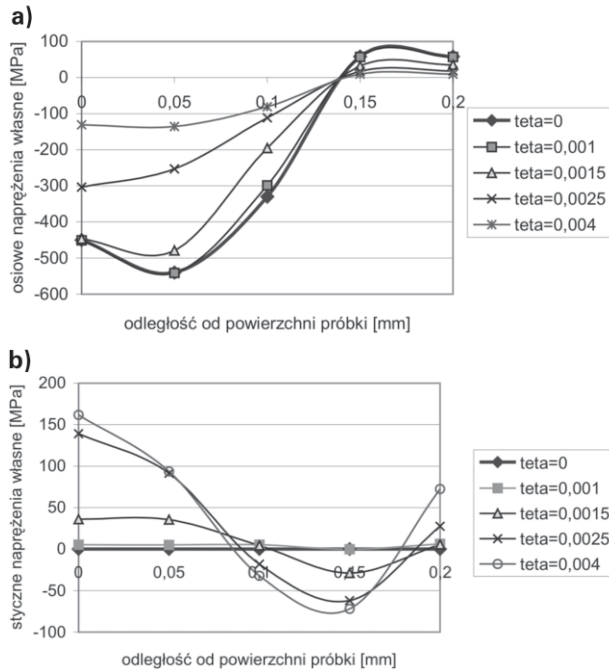 a)
osiowe naprężenia własne [MPa]
100
0
-100
-200
-300
-400
-500
-600
0
0,05
0,1
0,15
0,2
odległość od powierzchni próbki [mm]
teta=0
teta=0,001
teta=0,0015
teta=0,0025
teta=0,004
b)
styczne naprężenia własne [MPa]
200
150
100
50
0
-50
-100
0
0,05
0,1
0,15
0,2
odległość od powierzchni próbki [mm]
teta=0
teta=0,001
teta=0,0015
teta=0,0025
teta=0,004